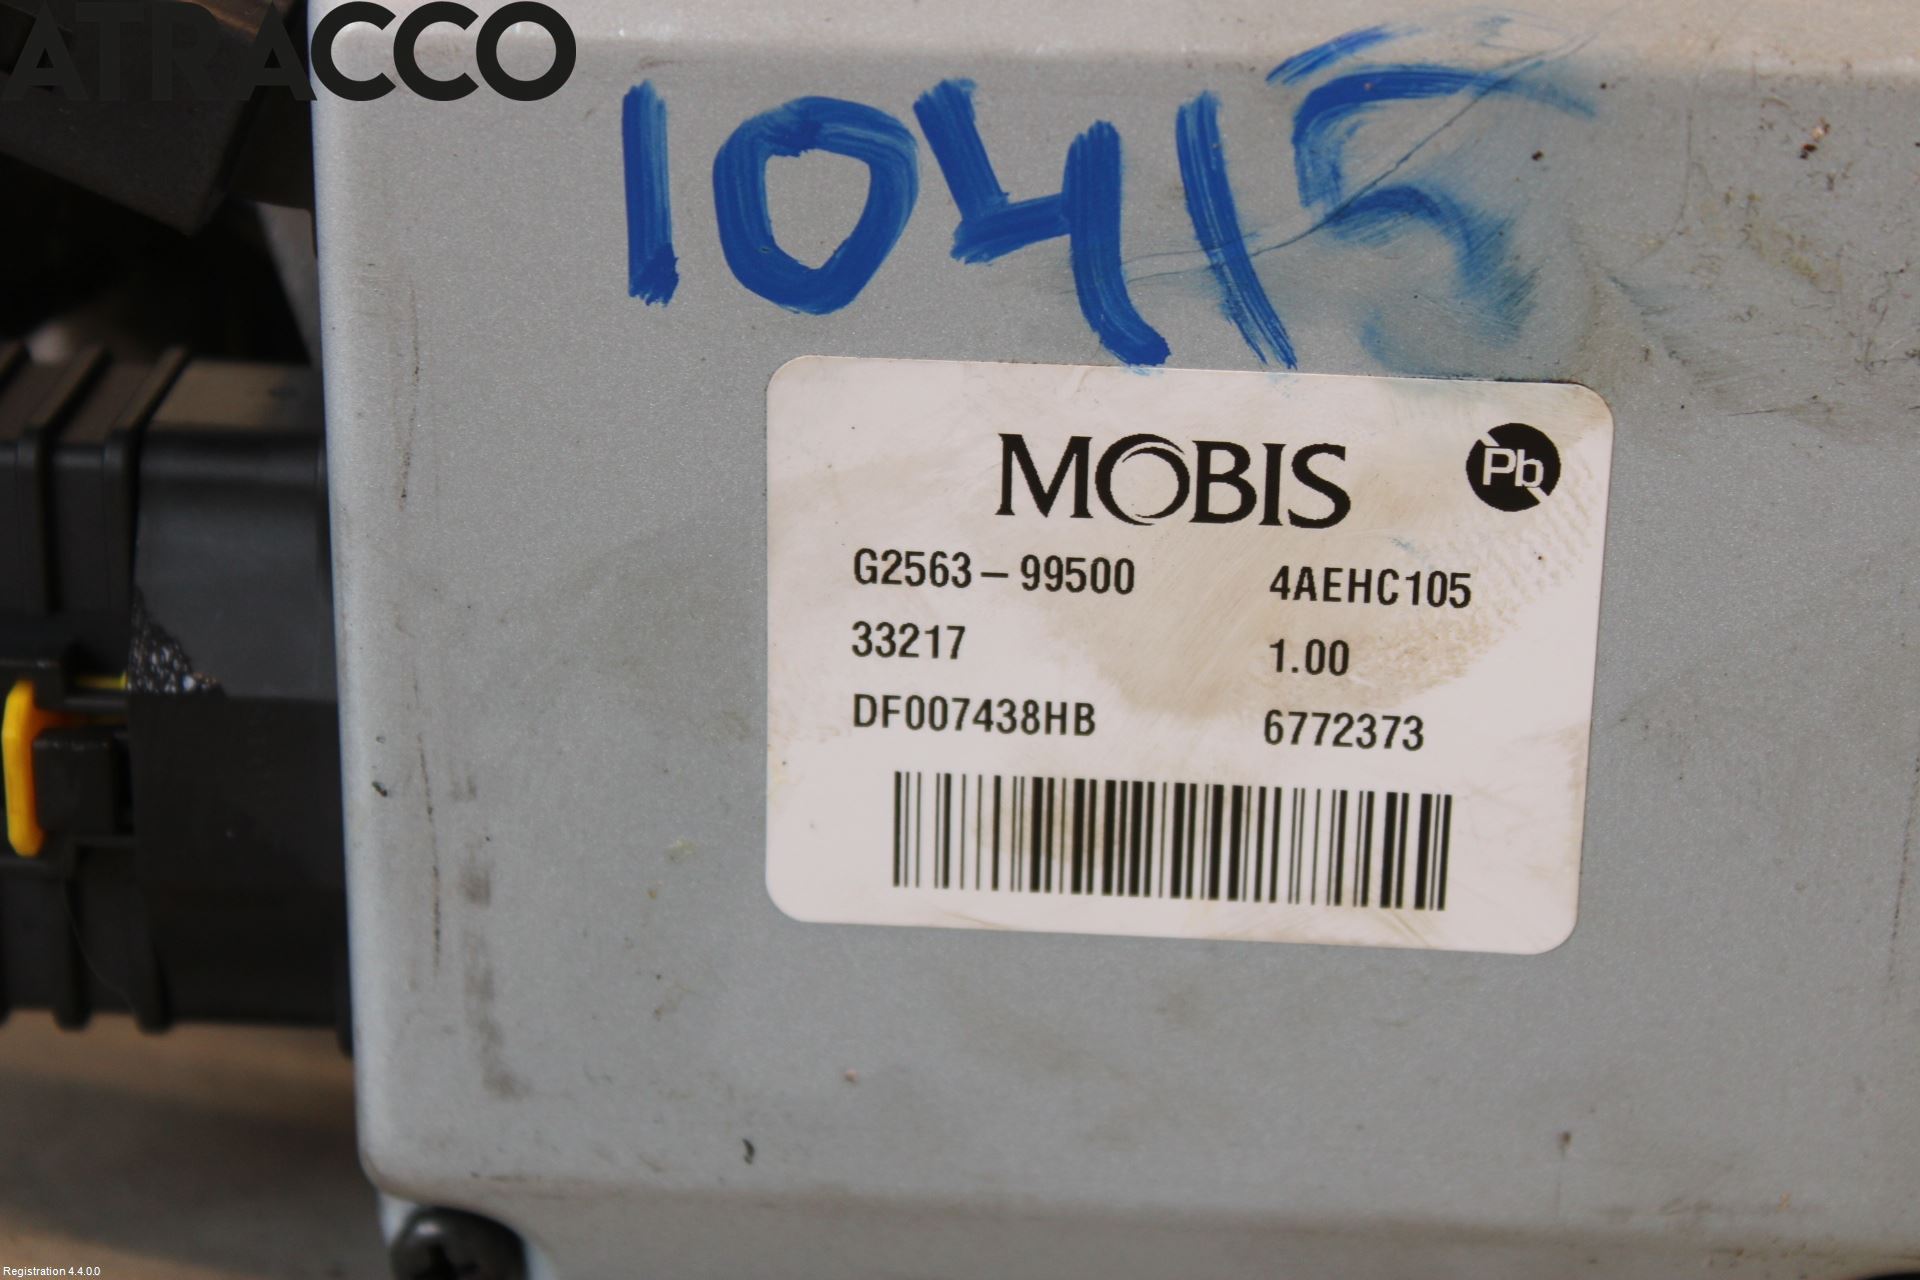 ATRACCO
10415
MOBIS
Pb
G2563-99500 4AEHC105
33217 1.00
DF007438HB 6772373
Registration 4.4.0.0